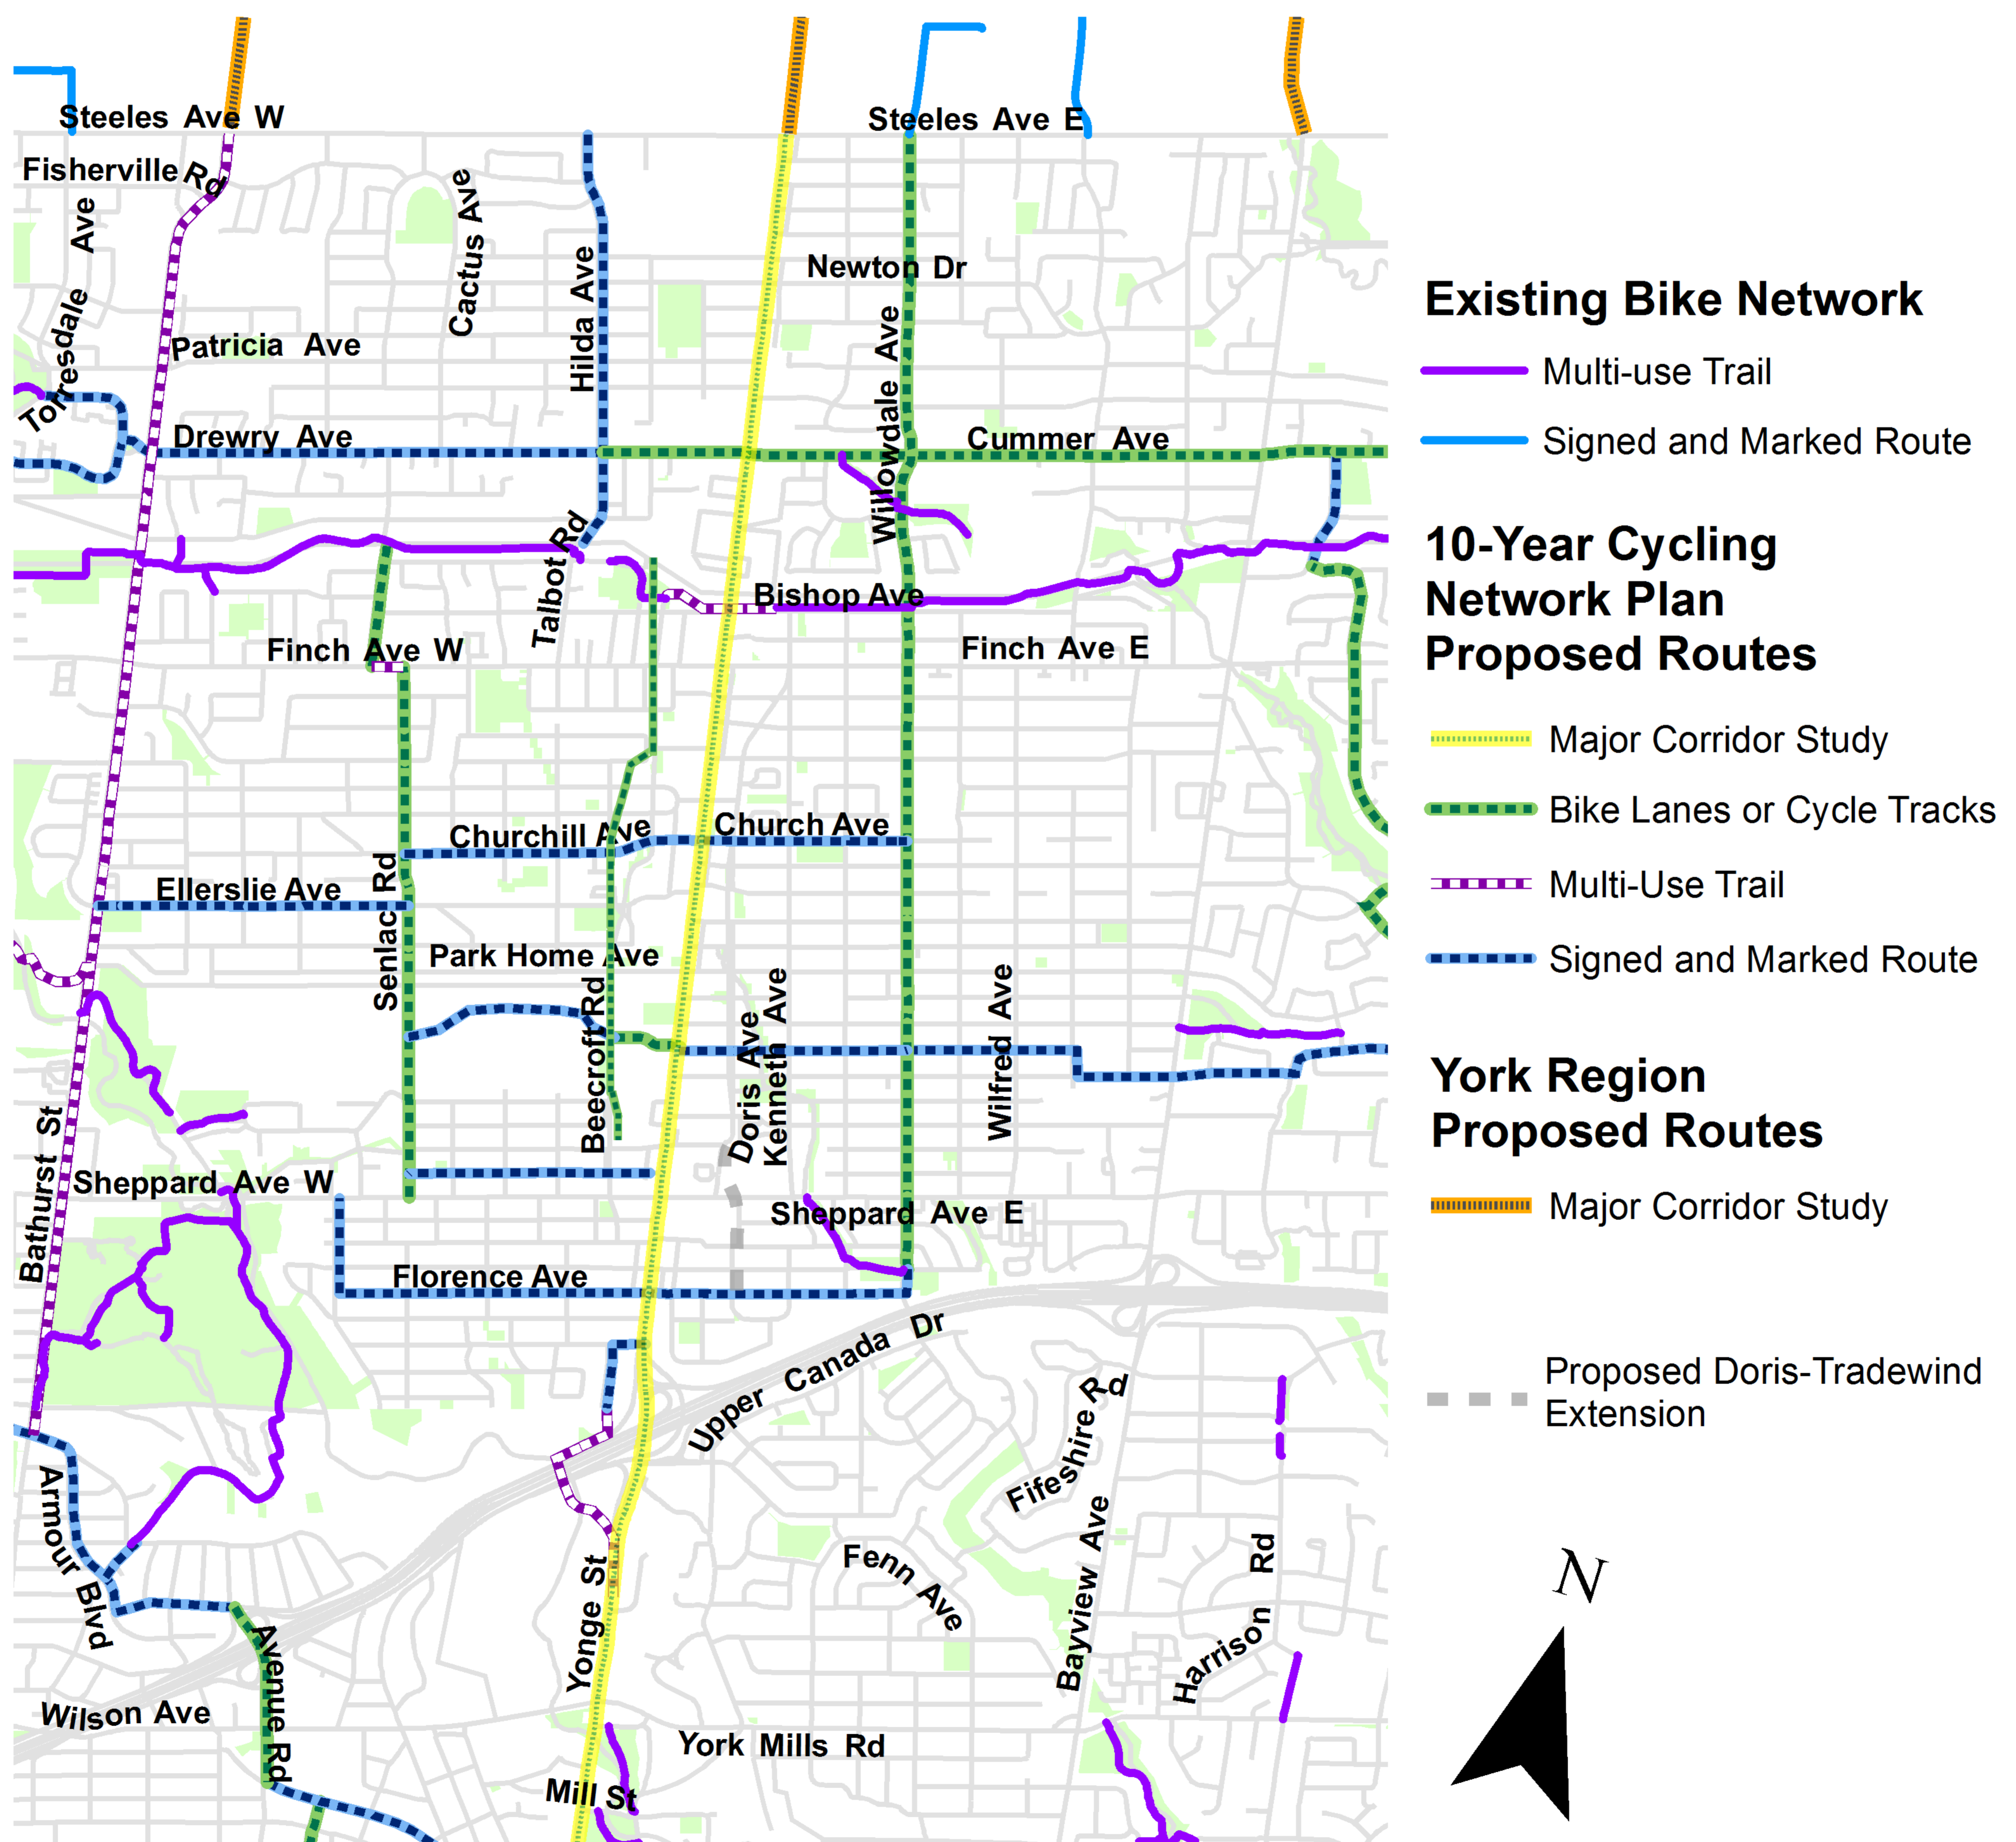 Steeles Ave W
Steeles Ave E
Fisherville Rd
Torresdale Ave
Cactus Ave
Hilda Ave
Newton Dr
Patricia Ave
Willowdale Ave
Drewry Ave
Cummer Ave
Talbot Rd
Bishop Ave
Finch Ave W
Finch Ave E
Churchill Ave
Church Ave
Ellerslie Ave
Senlac Rd
Park Home Ave
Beecroft Rd
Doris Ave
Kenneth Ave
Wilfred Ave
Bathurst St
Sheppard Ave W
Sheppard Ave E
Florence Ave
Upper Canada Dr
Fifeshire Rd
Armour Blvd
Yonge St
Fenn Ave
Bayview Ave
Harrison Rd
Avenue Rd
Wilson Ave
York Mills Rd
Mill St
Existing Bike Network
Multi-use Trail
Signed and Marked Route
10-Year Cycling
Network Plan
Proposed Routes
Major Corridor Study
Bike Lanes or Cycle Tracks
Multi-Use Trail
Signed and Marked Route
York Region
Proposed Routes
Major Corridor Study
Proposed Doris-Tradewind
Extension
N